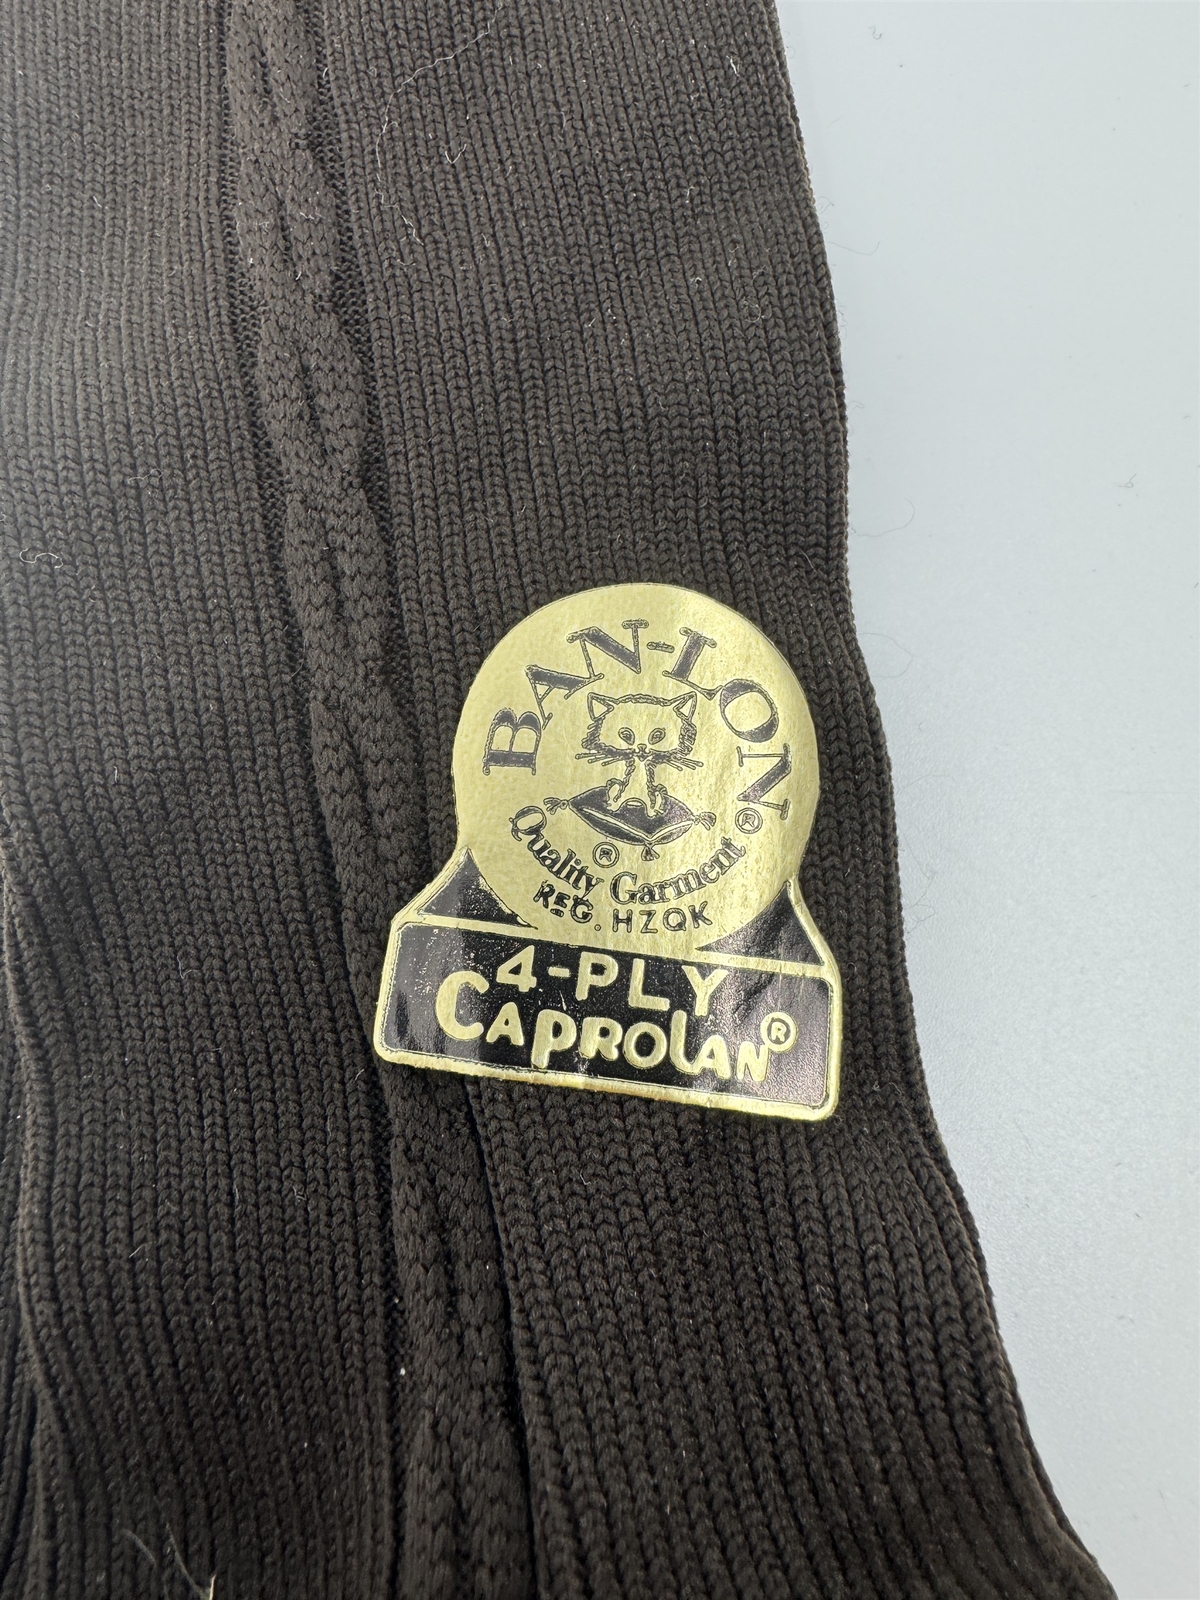 BAN-LON®
®
Quality Garment
REG. HZQK
4-PLY
CAPROLAN®